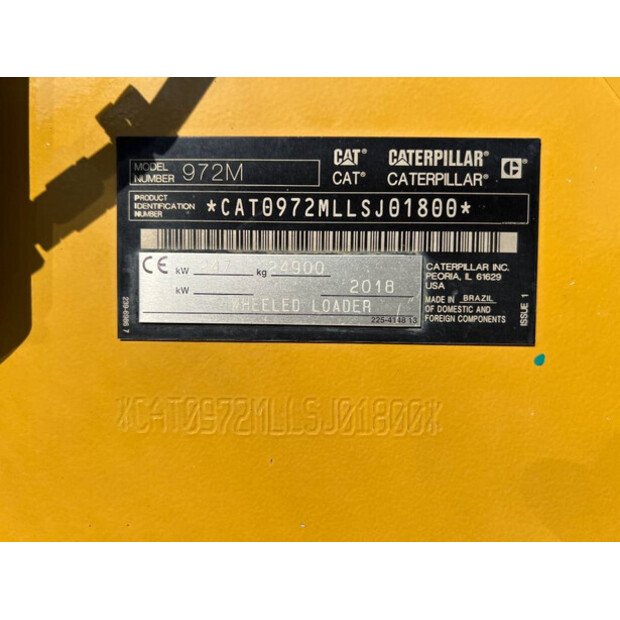 CAT® CATERPILLAR® C
MODEL NUMBER 972M
CAT® CATERPILLAR®
PRODUCT IDENTIFICATION NUMBER *CAT0972MLLSJ01800*
CE kW kg 24900
kW 2018
WHEELED LOADER /
225-4148 13
CATERPILLAR INC.
PEORIA, IL 61629
USA
MADE IN BRAZIL
OF DOMESTIC AND
FOREIGN COMPONENTS
ISSUE 1
*CAT0972MLLSJ01800*